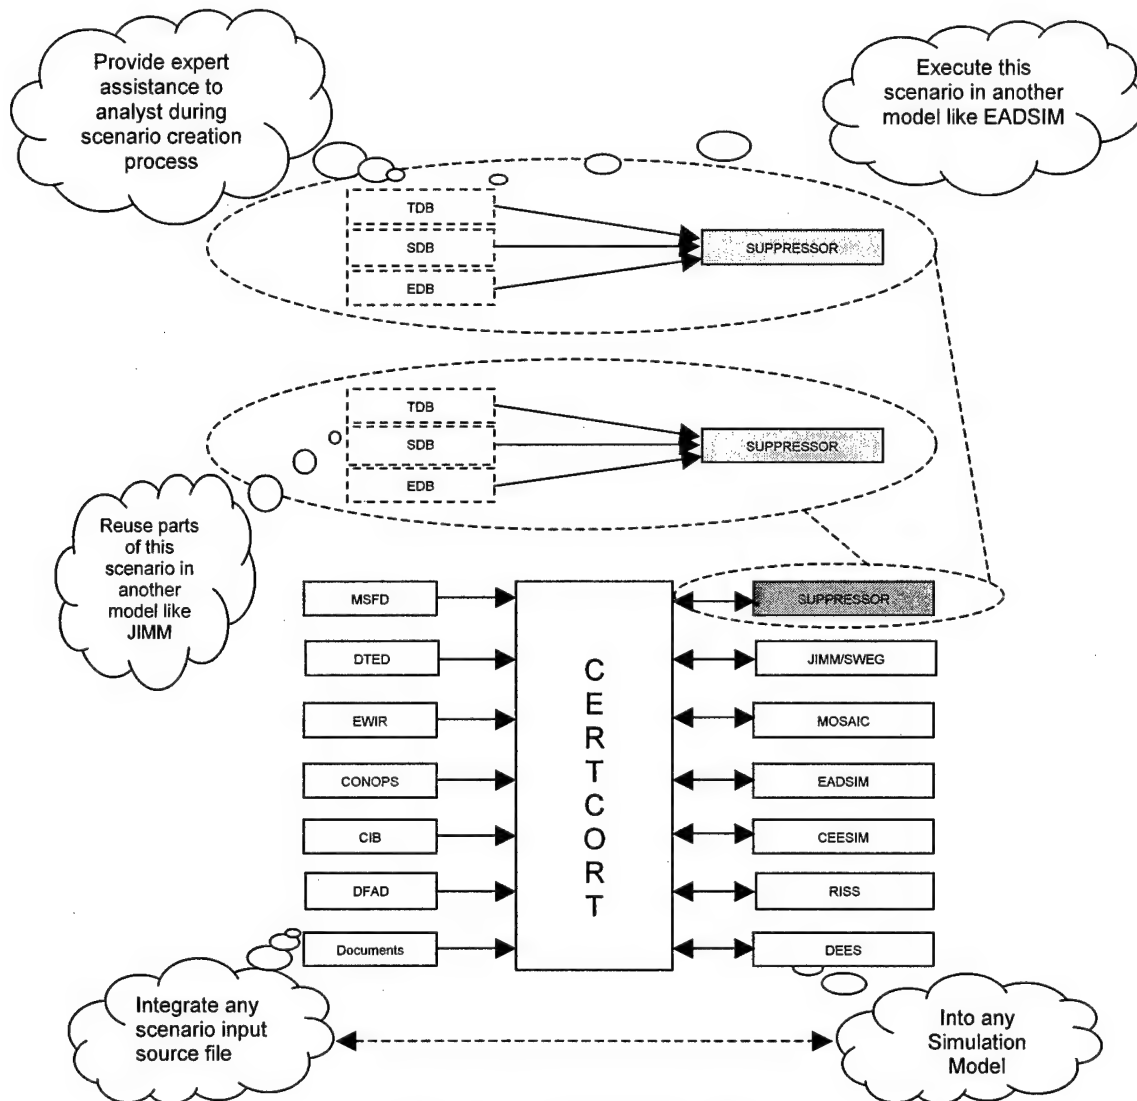 Provide expert
assistance to
analyst during
scenario creation
process
Execute this
scenario in another
model like EADSIM
TDB
SDB
EDB
SUPPRESSOR
TDB
SDB
EDB
SUPPRESSOR
Reuse parts
of this
scenario in
another
model like
JIMM
MSFD
DTED
EWIR
CONOPS
CIB
DFAD
Documents
C
E
R
T
C
O
R
T
SUPPRESSOR
JIMM/SWEG
MOSAIC
EADSIM
CEESIM
RISS
DEES
Integrate any
scenario input
source file
Into any
Simulation
Model